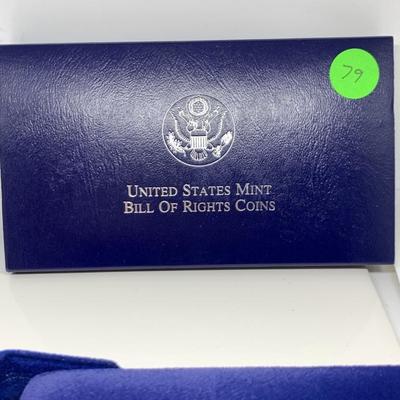 79
UNITED STATES MINT
BILL OF RIGHTS COINS